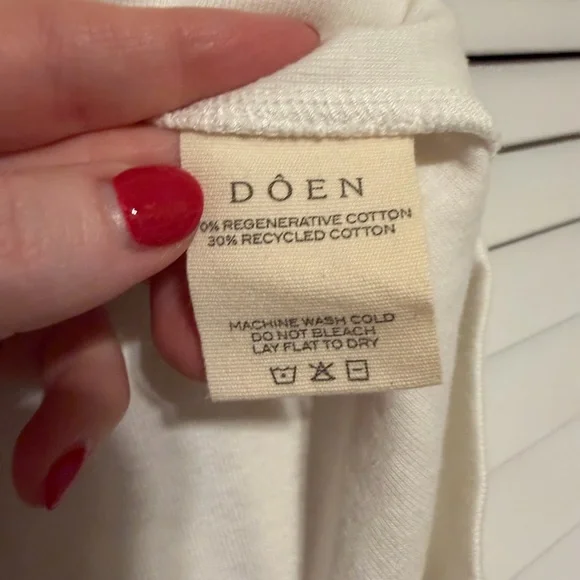 DÔEN
0% REGENERATIVE COTTON
30% RECYCLED COTTON
MACHINE WASH COLD
DO NOT BLEACH
LAY FLAT TO DRY